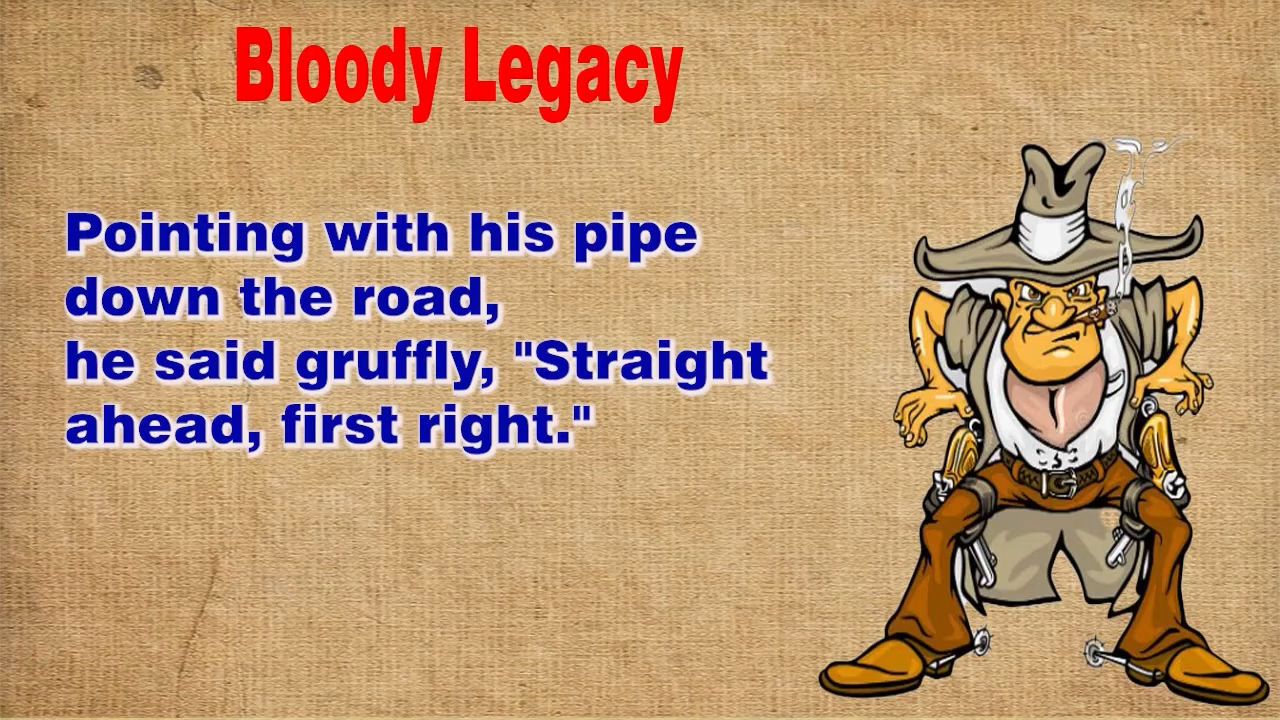 Bloody Legacy
Pointing with his pipe
down the road,
he said gruffly, "Straight
ahead, first right."